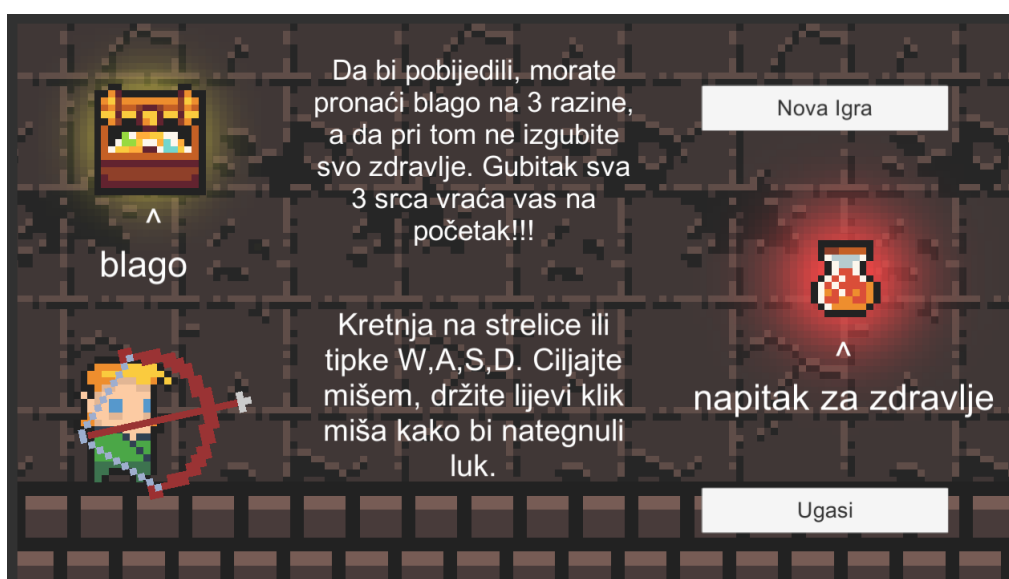 Da bi pobijedili, morate
pronaći blago na 3 razine,
a da pri tom ne izgubite
svo zdravlje. Gubitak sva
3 srca vraća vas na
početak!!!
Nova Igra
^
blago
^
napitak za zdravlje
Kretnja na strelice ili
tipke W,A,S,D. Ciljajte
mišem, držite lijevi klik
miša kako bi nategnuli
luk.
Ugasi